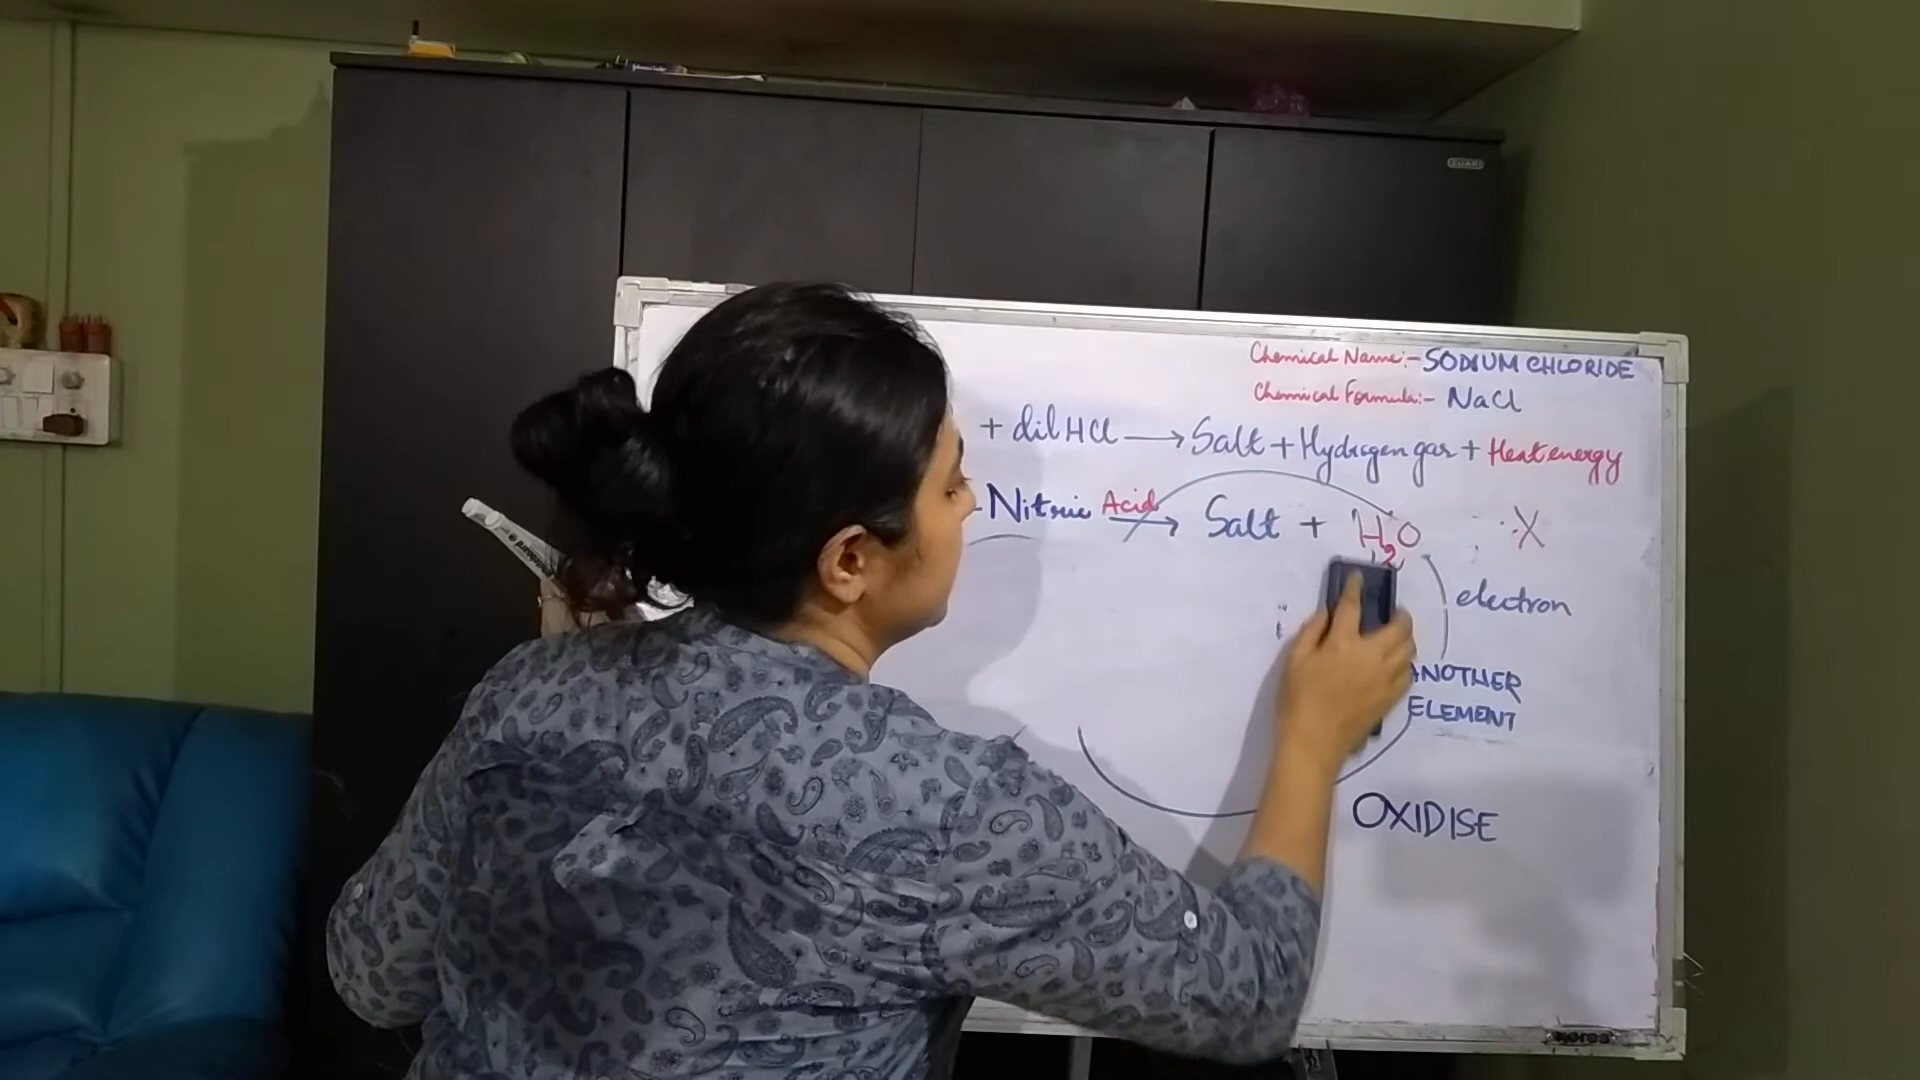 ZUARI
Chemical Name:- SODIUM CHLORIDE
Chemical Formula:- NaCl
+ dil HCl → Salt + Hydrogen gas + Heat energy
Nitric Acid → Salt + H2O
X
electron
ANOTHER
ELEMENT
OXIDISE